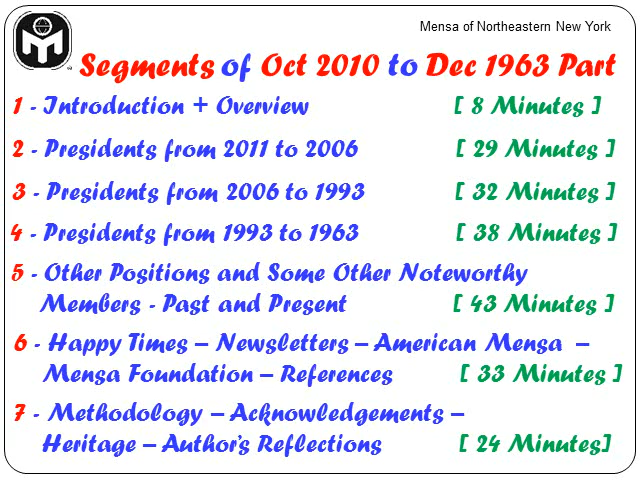 Mensa of Northeastern New York
Segments of Oct 2010 to Dec 1963 Part
1 - Introduction + Overview [ 8 Minutes ]
2 - Presidents from 2011 to 2006 [ 29 Minutes ]
3 - Presidents from 2006 to 1993 [ 32 Minutes ]
4 - Presidents from 1993 to 1963 [ 38 Minutes ]
5 - Other Positions and Some Other Noteworthy
Members - Past and Present [ 43 Minutes ]
6 - Happy Times – Newsletters – American Mensa –
Mensa Foundation – References [ 33 Minutes ]
7 - Methodology – Acknowledgements –
Heritage – Author's Reflections [ 24 Minutes]